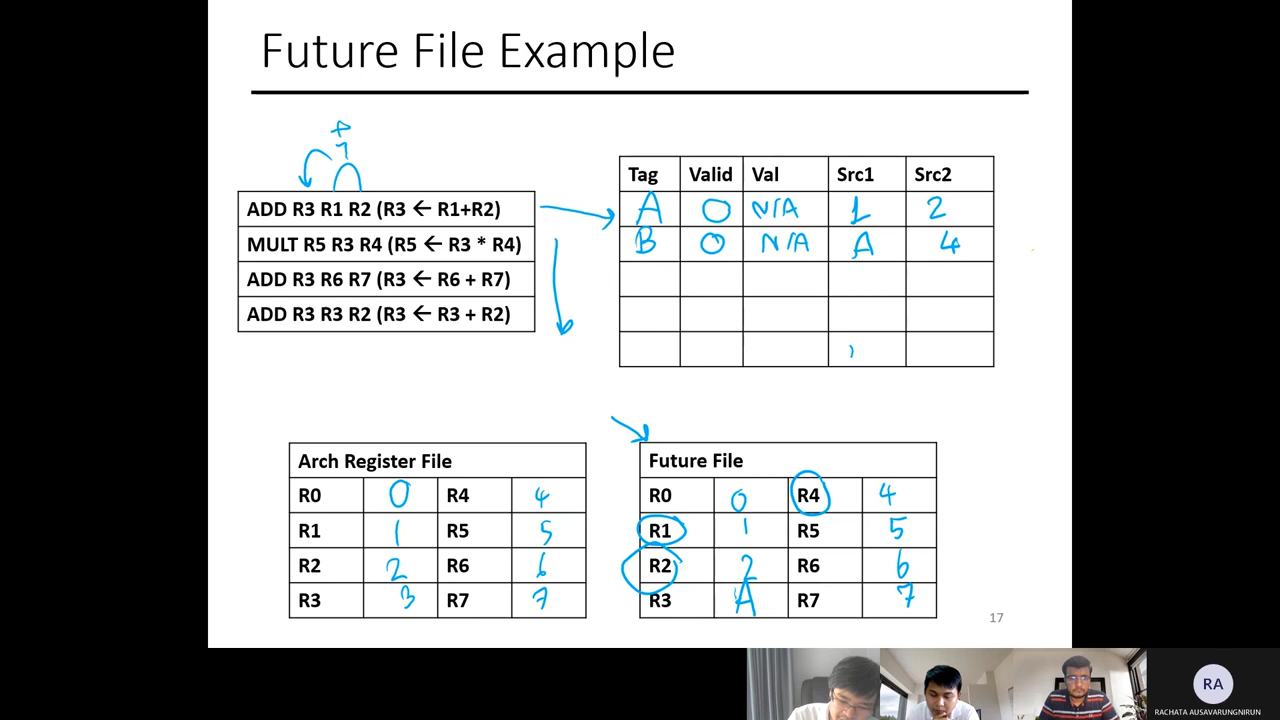 Future File Example
ADD R3 R1 R2 (R3 ← R1+R2)
MULT R5 R3 R4 (R5 ← R3 * R4)
ADD R3 R6 R7 (R3 ← R6 + R7)
ADD R3 R3 R2 (R3 ← R3 + R2)
Tag Valid Val Src1 Src2
A 0 N/A 1 2
B 0 N/A A 4
Arch Register File
R0 0 R4 4
R1 1 R5 5
R2 2 R6 6
R3 3 R7 7
Future File
R0 0 R4 4
R1 1 R5 5
R2 2 R6 6
R3 A R7 7
17
RA
RACHATA AUSAVARUNGNIRUN